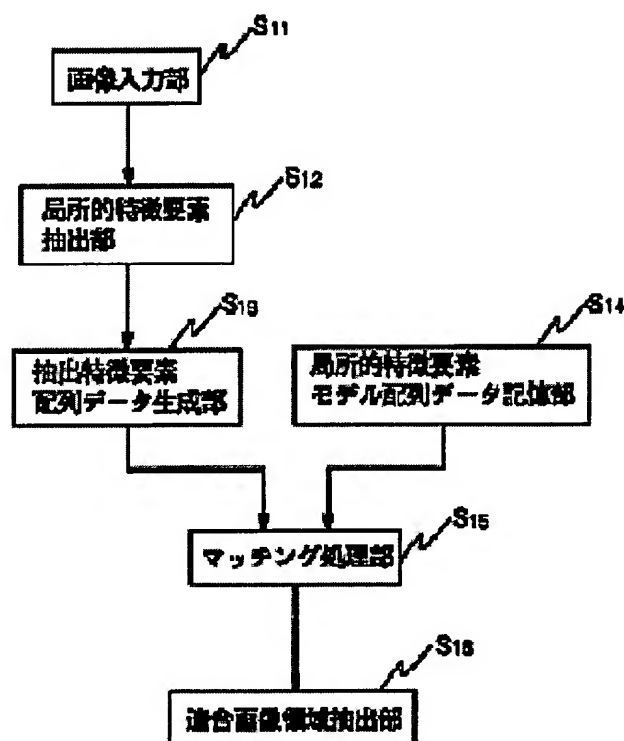 S11
画像入力部
S12
局所的特徴要素
抽出部
S13
抽出特徴要素
配列データ生成部
S14
局所的特徴要素
モデル配列データ記憶部
S15
マッチング処理部
S16
適合画像領域抽出部